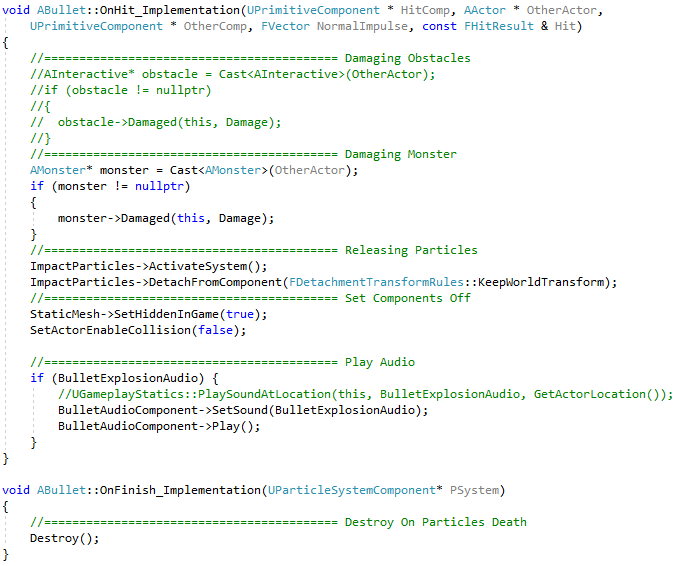 void ABullet::OnHit_Implementation(UPrimitiveComponent * HitComp, AActor * OtherActor,
    UPrimitiveComponent * OtherComp, FVector NormalImpulse, const FHitResult & Hit)
{
    //========================================== Damaging Obstacles
    //AInteractive* obstacle = Cast<AInteractive>(OtherActor);
    //if (obstacle != nullptr)
    //{
    //  obstacle->Damaged(this, Damage);
    //}
    //========================================== Damaging Monster
    AMonster* monster = Cast<AMonster>(OtherActor);
    if (monster != nullptr)
    {
        monster->Damaged(this, Damage);
    }
    //========================================== Releasing Particles
    ImpactParticles->ActivateSystem();
    ImpactParticles->DetachFromComponent(FDetachmentTransformRules::KeepWorldTransform);
    //========================================== Set Components Off
    StaticMesh->SetHiddenInGame(true);
    SetActorEnableCollision(false);

    //========================================== Play Audio
    if (BulletExplosionAudio) {
        //UGameplayStatics::PlaySoundAtLocation(this, BulletExplosionAudio, GetActorLocation());
        BulletAudioComponent->SetSound(BulletExplosionAudio);
        BulletAudioComponent->Play();
    }
}

void ABullet::OnFinish_Implementation(UParticleSystemComponent* PSystem)
{
    //========================================== Destroy On Particles Death
    Destroy();
}